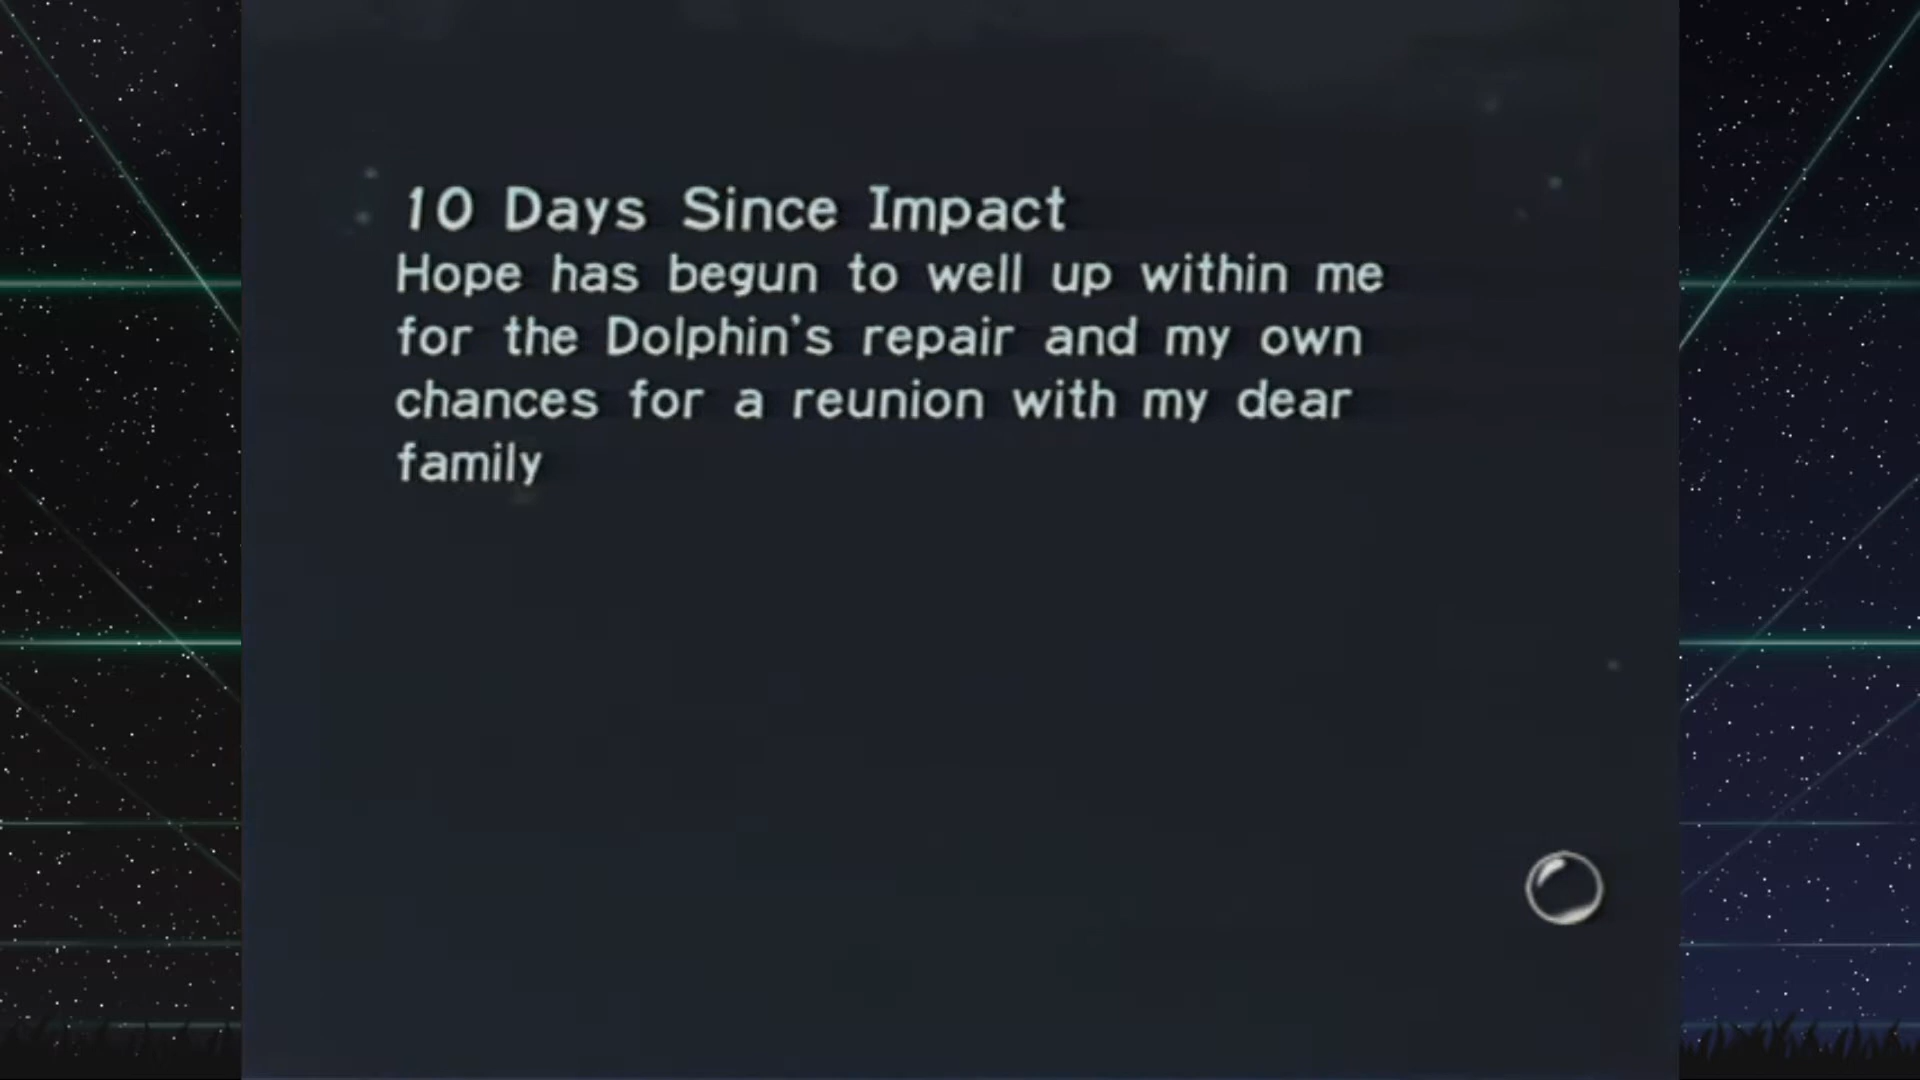 10 Days Since Impact
Hope has begun to well up within me
for the Dolphin's repair and my own
chances for a reunion with my dear
family